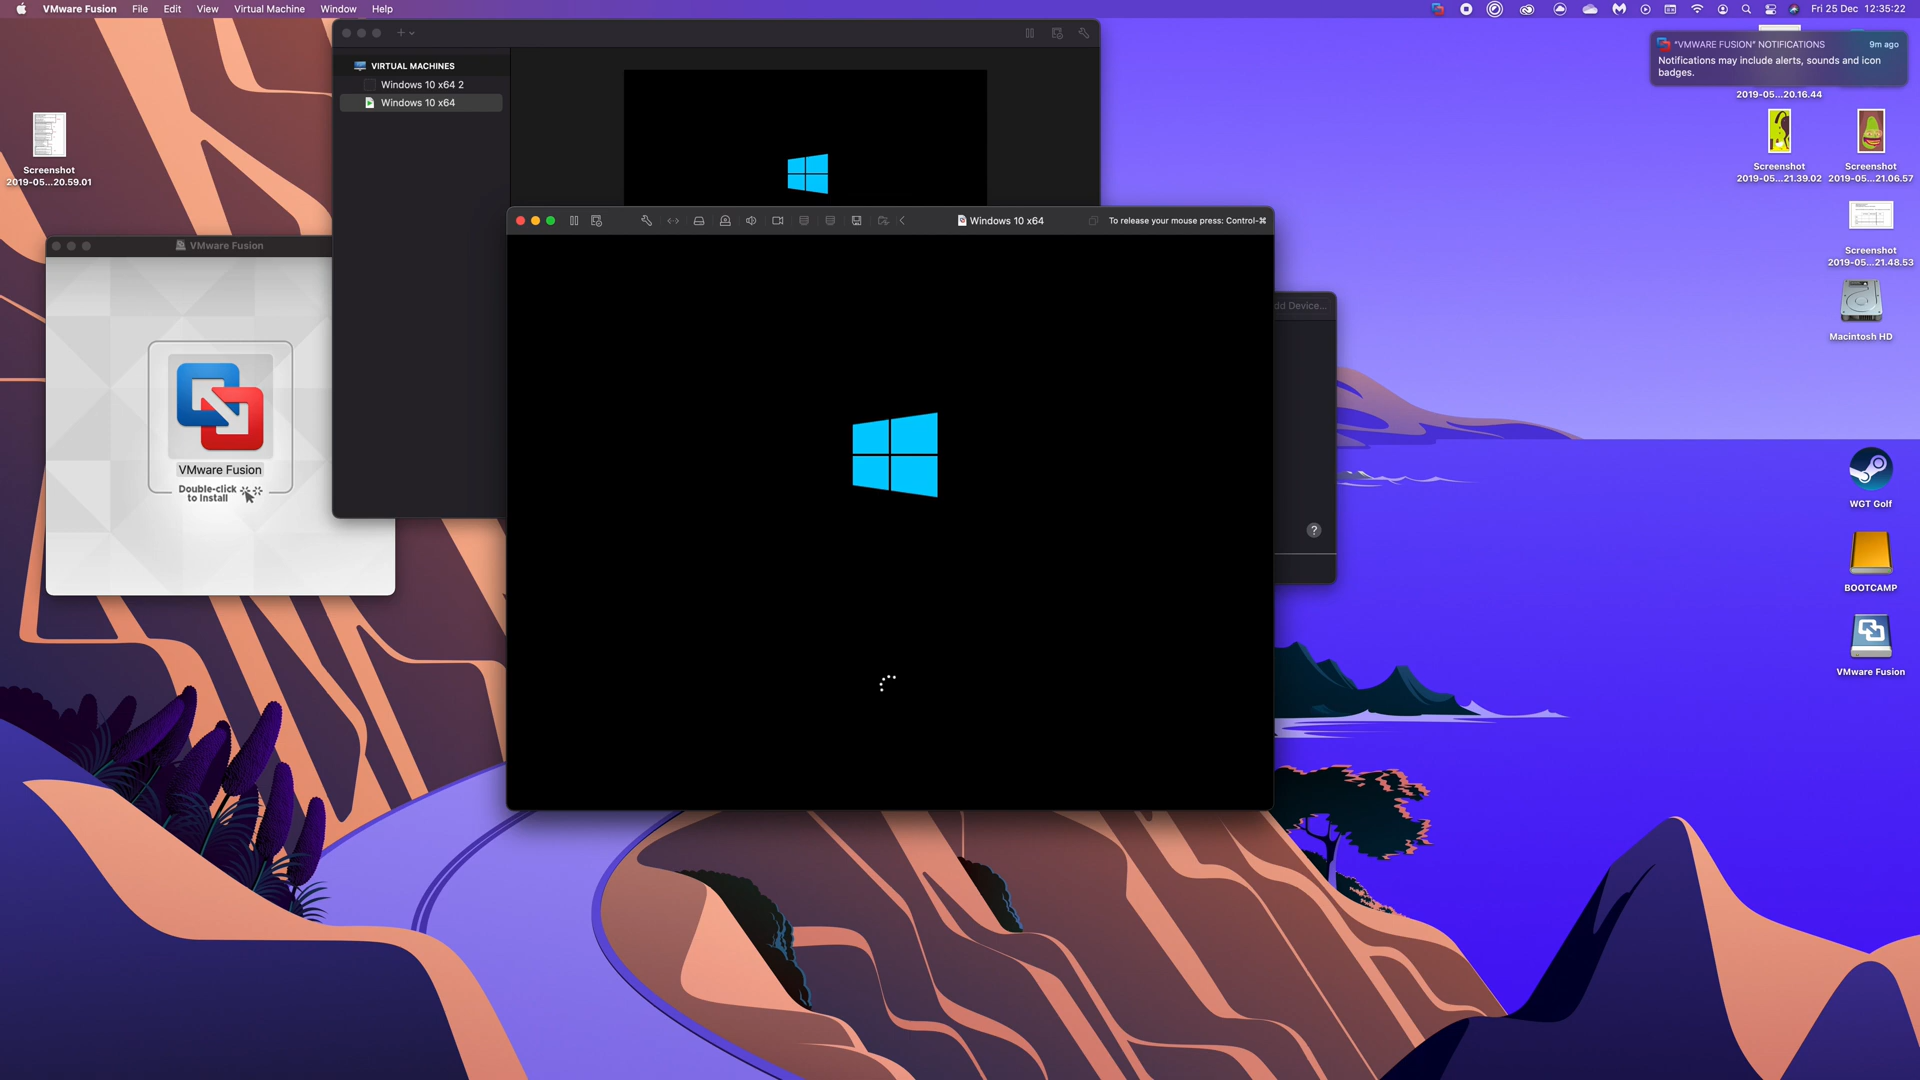 VMware Fusion File Edit View Virtual Machine Window Help
Fri 25 Dec 12:35:22
"VMWARE FUSION" NOTIFICATIONS 9m ago
Notifications may include alerts, sounds and icon
badges.
2019-05...20.16.44
VIRTUAL MACHINES
Windows 10 x64 2
Windows 10 x64
Screenshot
2019-05...20.59.01
Screenshot
2019-05...21.39.02
Screenshot
2019-05...21.06.57
Windows 10 x64
To release your mouse press: Control-⌘
VMware Fusion
Screenshot
2019-05...21.48.53
dd Device...
Macintosh HD
VMware Fusion
Double-click
to Install
WGT Golf
?
BOOTCAMP
VMware Fusion